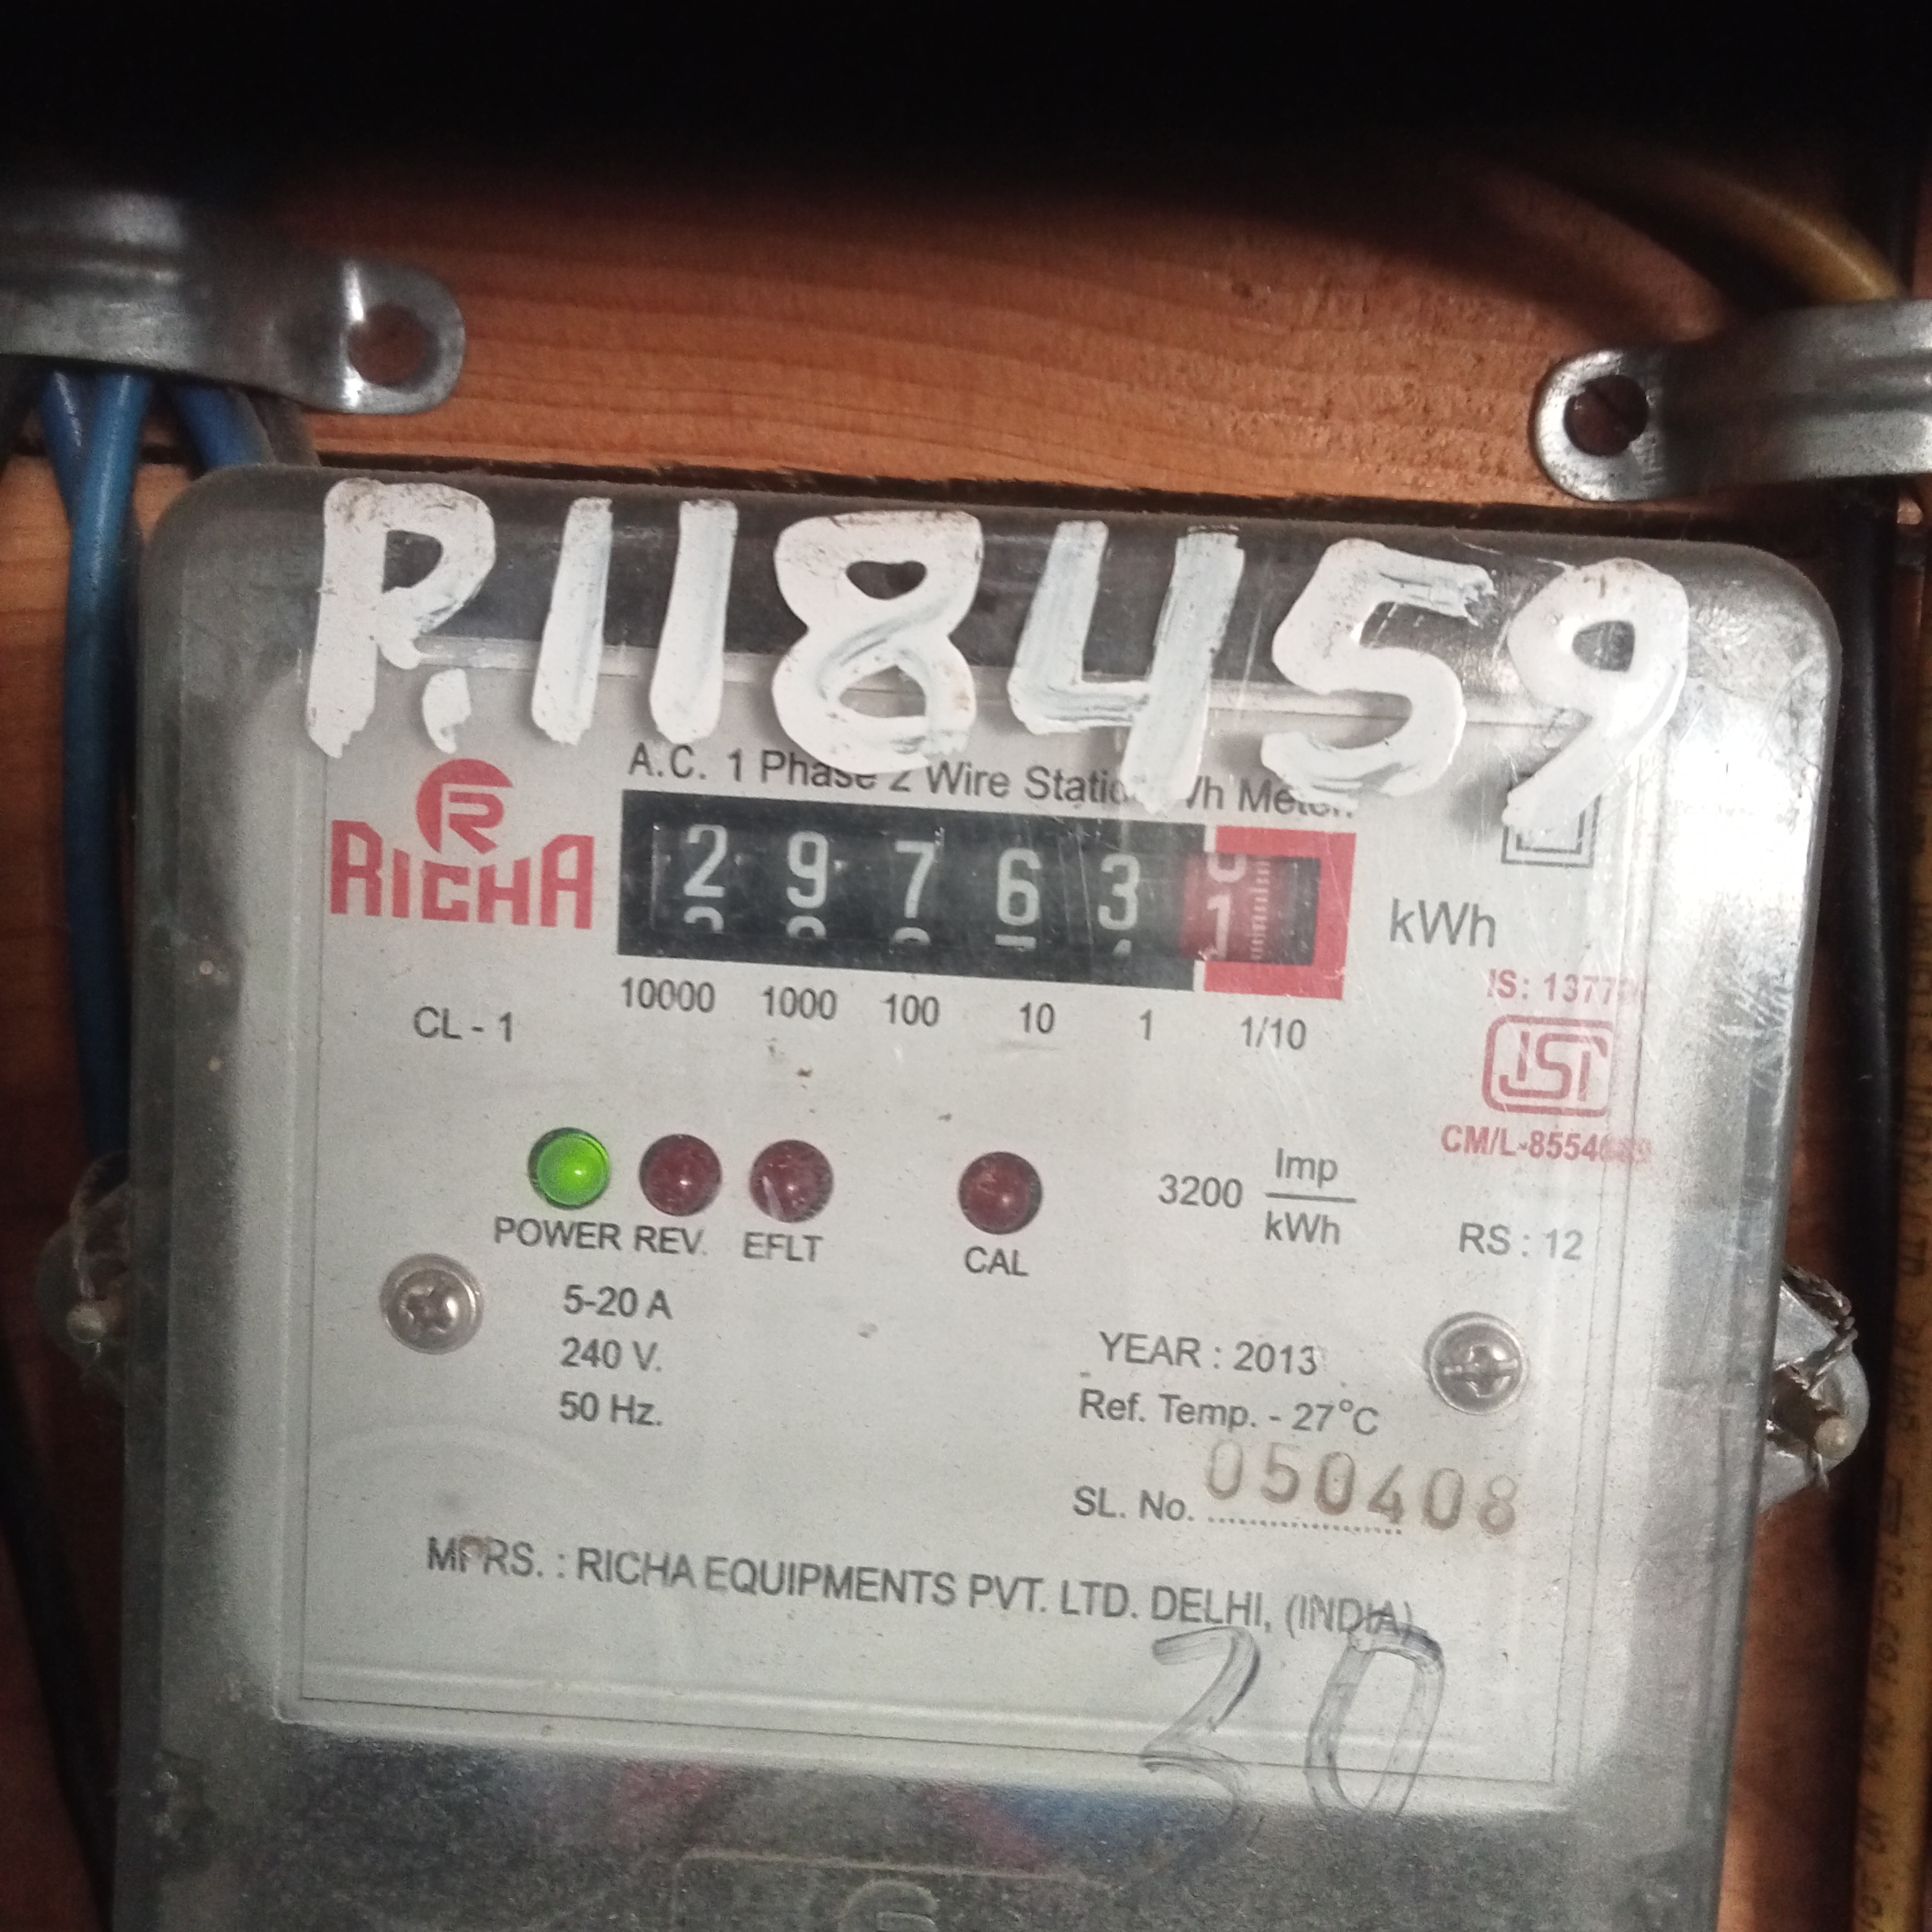 R.118459
A.C. 1 Phase 2 Wire Static Wh Meter.
R
RICHA
2 9 7 6 3 1
kWh
10000 1000 100 10 1 1/10
CL - 1
IS: 13779
ISI
CM/L-8554
POWER REV. EFLT CAL
3200 Imp
kWh
RS : 12
5-20 A
240 V.
50 Hz.
YEAR : 2013
Ref. Temp. - 27°C
SL. No. 050408
MFRS. : RICHA EQUIPMENTS PVT. LTD. DELHI, (INDIA)
30